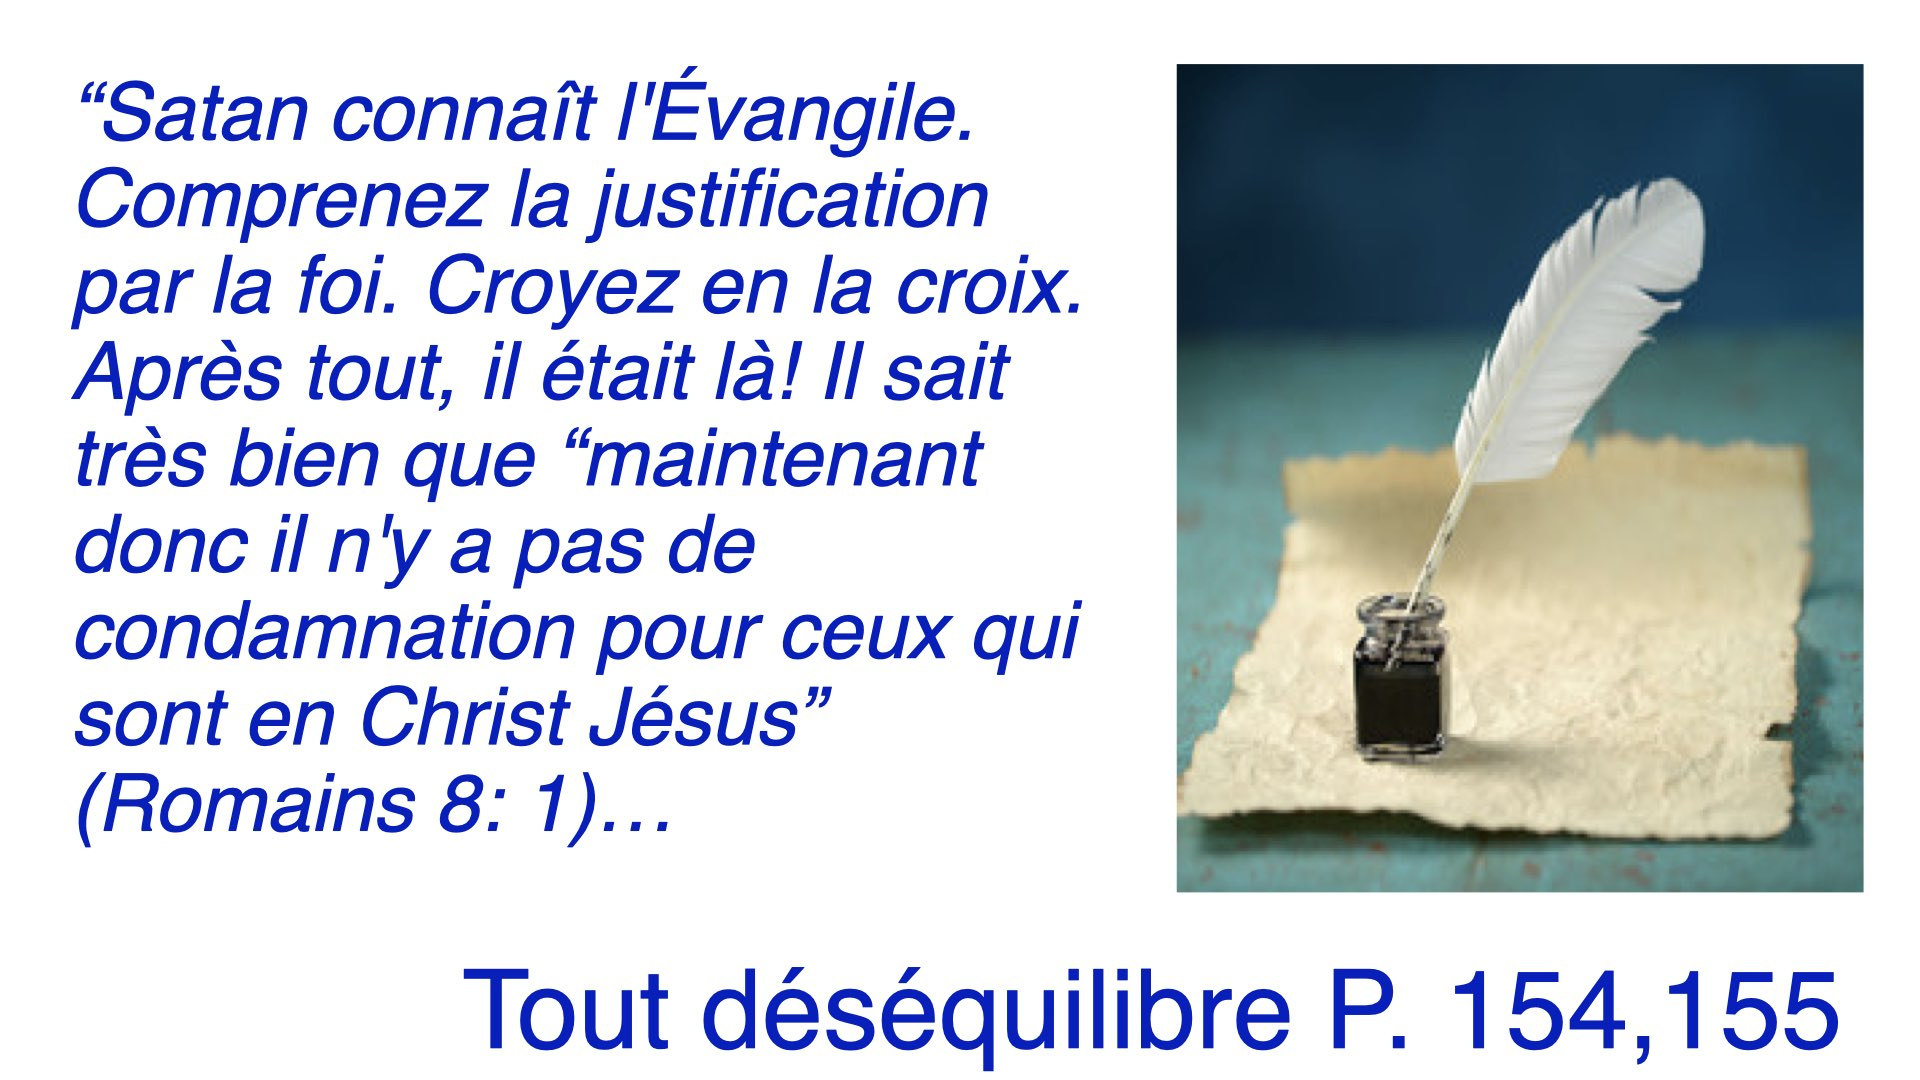 “Satan connaît l'Évangile.
Comprenez la justification
par la foi. Croyez en la croix.
Après tout, il était là! Il sait
très bien que “maintenant
donc il n'y a pas de
condamnation pour ceux qui
sont en Christ Jésus”
(Romains 8: 1)…
Tout déséquilibre P. 154,155